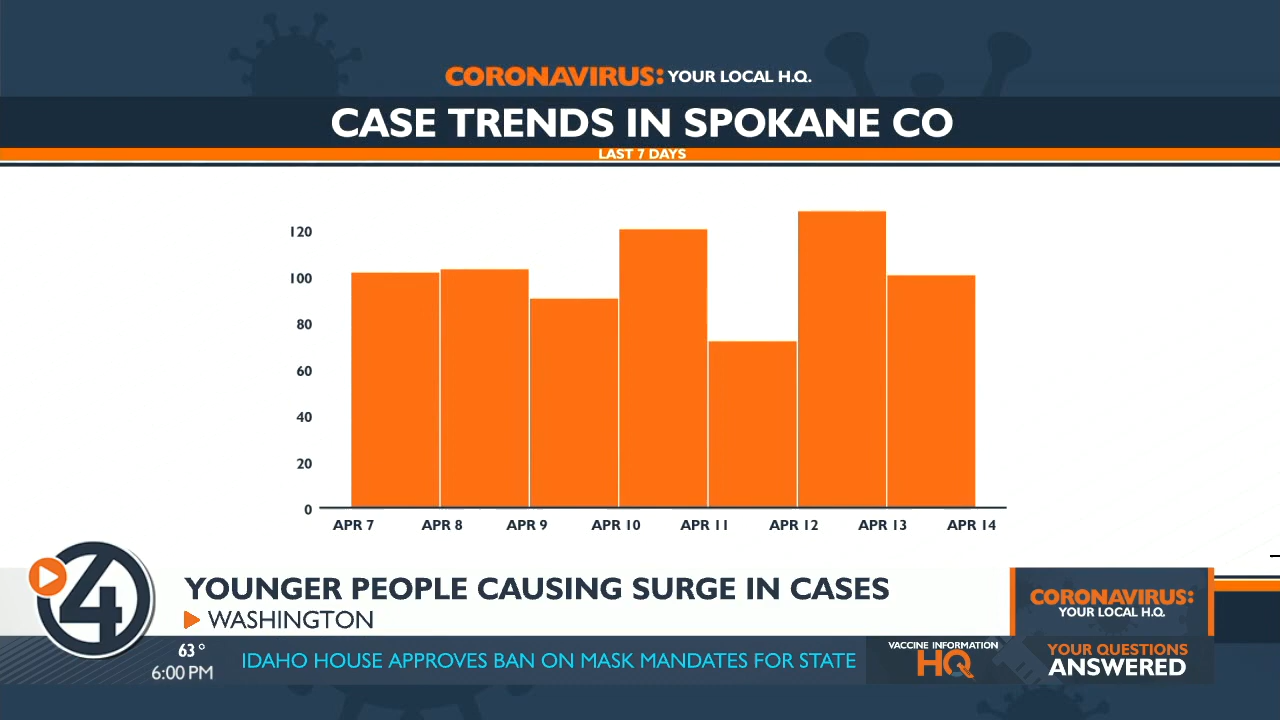 CORONAVIRUS: YOUR LOCAL H.Q.
CASE TRENDS IN SPOKANE CO
LAST 7 DAYS
120
100
80
60
40
20
0
APR 7 APR 8 APR 9 APR 10 APR 11 APR 12 APR 13 APR 14
4
YOUNGER PEOPLE CAUSING SURGE IN CASES
WASHINGTON
CORONAVIRUS:
YOUR LOCAL H.Q.
63°
6:00 PM
IDAHO HOUSE APPROVES BAN ON MASK MANDATES FOR STATE
VACCINE INFORMATION
HQ
YOUR QUESTIONS
ANSWERED